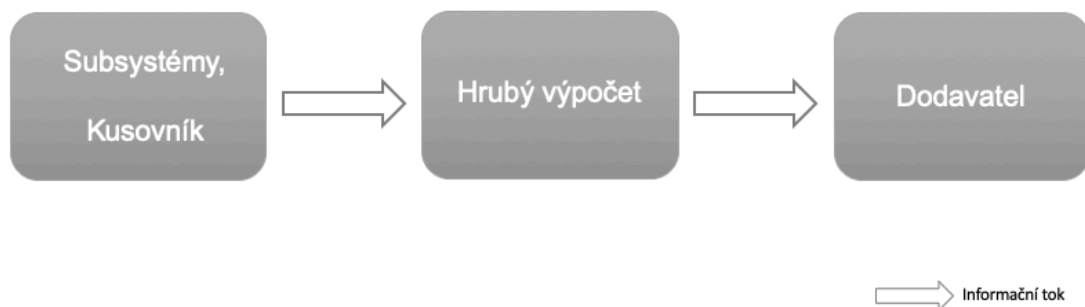 Subsystémy,
Kusovník
Hrubý výpočet
Dodavatel
Informační tok